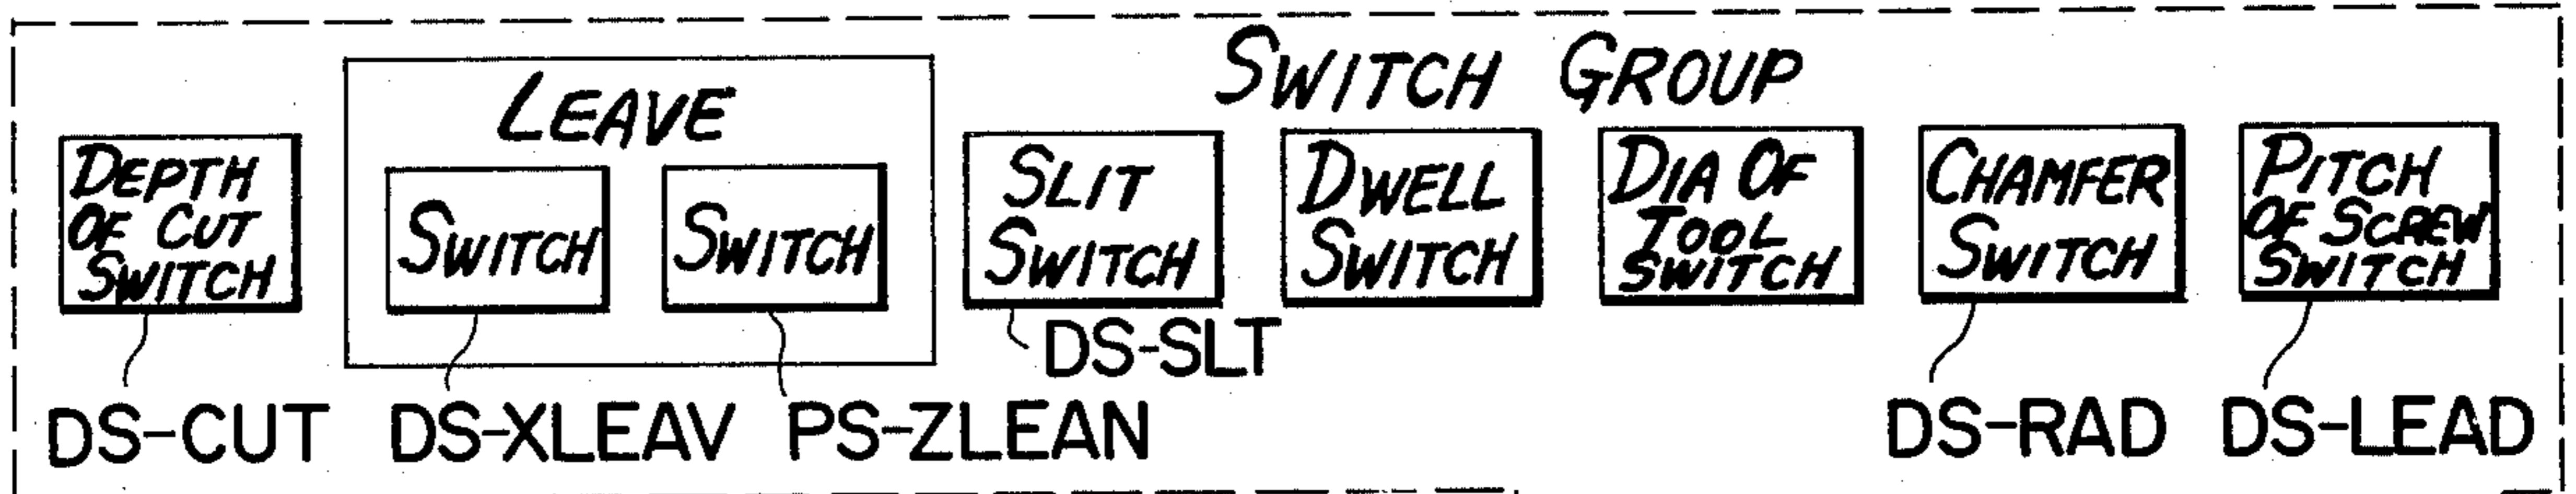 SWITCH GROUP
DEPTH
OF CUT
SWITCH
LEAVE
SWITCH
SWITCH
SLIT
SWITCH
DWELL
SWITCH
DIA OF
TOOL
SWITCH
CHAMFER
SWITCH
PITCH
OF SCREW
SWITCH
DS-CUT
DS-XLEAV
PS-ZLEAN
DS-SLT
DS-RAD
DS-LEAD